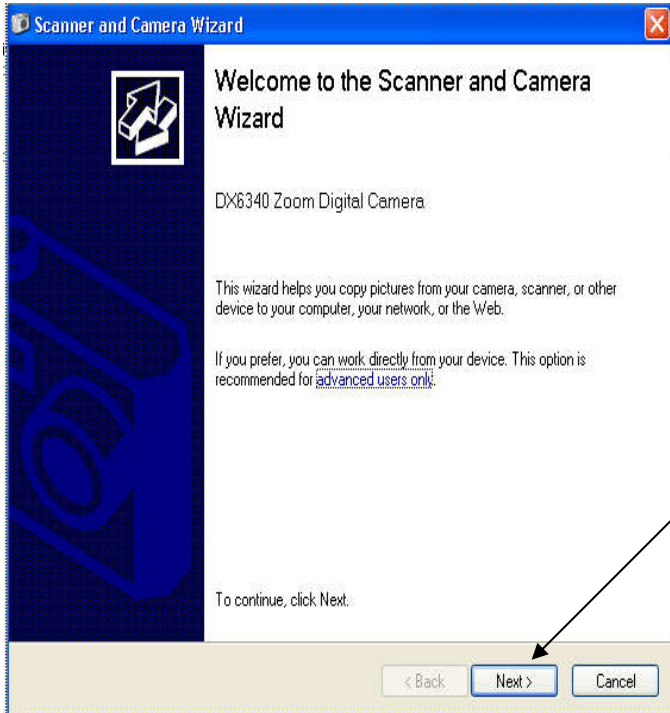 Scanner and Camera Wizard
Welcome to the Scanner and Camera
Wizard
DX6340 Zoom Digital Camera
This wizard helps you copy pictures from your camera, scanner, or other
device to your computer, your network, or the Web.
If you prefer, you can work directly from your device. This option is
recommended for advanced users only.
To continue, click Next.
< Back Next > Cancel